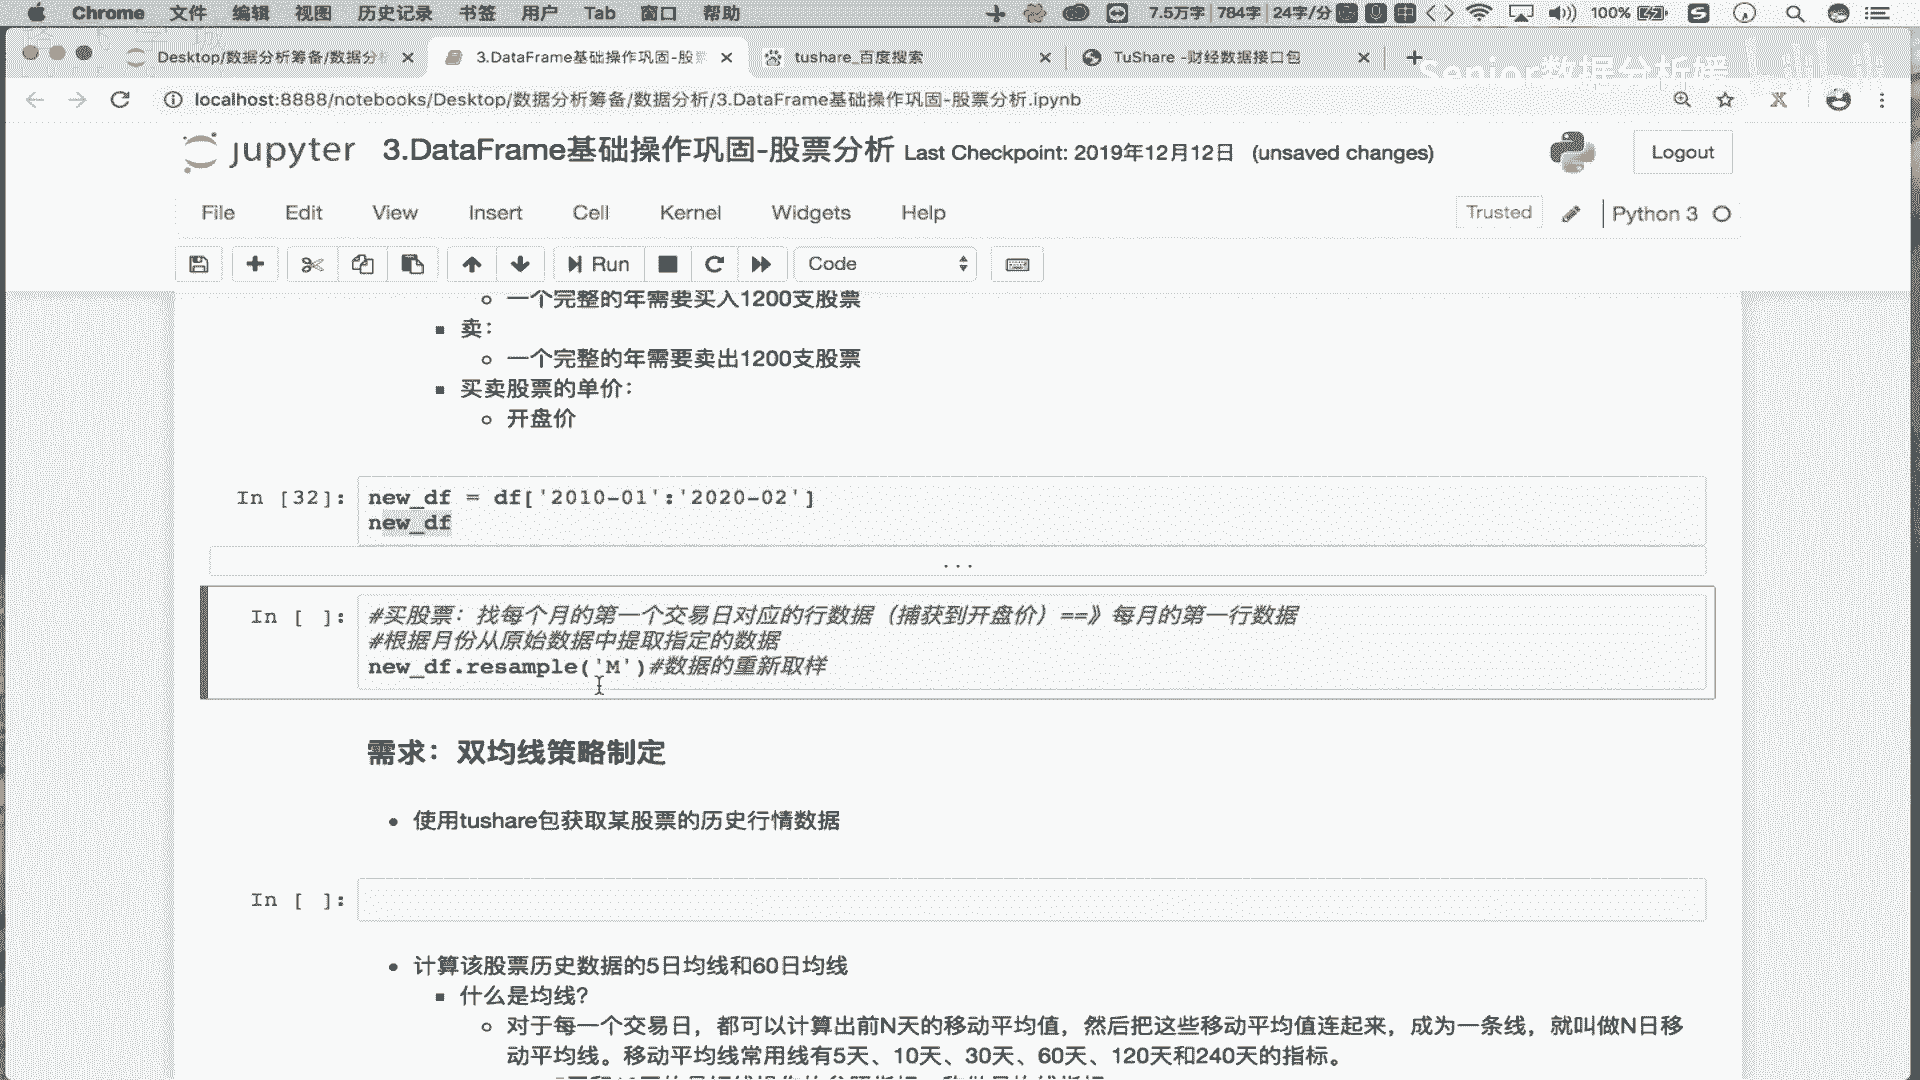 Chrome 文件 编辑 视图 历史记录 书签 用户 Tab 窗口 帮助 7.5万字 784字 24字/分 100%
Desktop/数据分析筹备/数据分析 3.DataFrame基础操作巩固-股票 tushare_百度搜索 TuShare -财经数据接口包
Senior数据分析媛 bilibili
localhost:8888/notebooks/Desktop/数据分析筹备/数据分析/3.DataFrame基础操作巩固-股票分析.ipynb
jupyter 3.DataFrame基础操作巩固-股票分析 Last Checkpoint: 2019年12月12日 (unsaved changes) Logout
File Edit View Insert Cell Kernel Widgets Help Trusted Python 3
Run Code
一个完整的年需要买入1200支股票
卖：
一个完整的年需要卖出1200支股票
买卖股票的单价：
开盘价
In [32]: new_df = df['2010-01':'2020-02']
new_df
...
In [ ]: #买股票：找每个月的第一个交易日对应的行数据（捕获到开盘价）==》每月的第一行数据
#根据月份从原始数据中提取指定的数据
new_df.resample('M')#数据的重新取样
需求：双均线策略制定
使用tushare包获取某股票的历史行情数据
In [ ]:
计算该股票历史数据的5日均线和60日均线
什么是均线？
对于每一个交易日，都可以计算出前N天的移动平均值，然后把这些移动平均值连起来，成为一条线，就叫做N日移
动平均线。移动平均线常用线有5天、10天、30天、60天、120天和240天的指标。